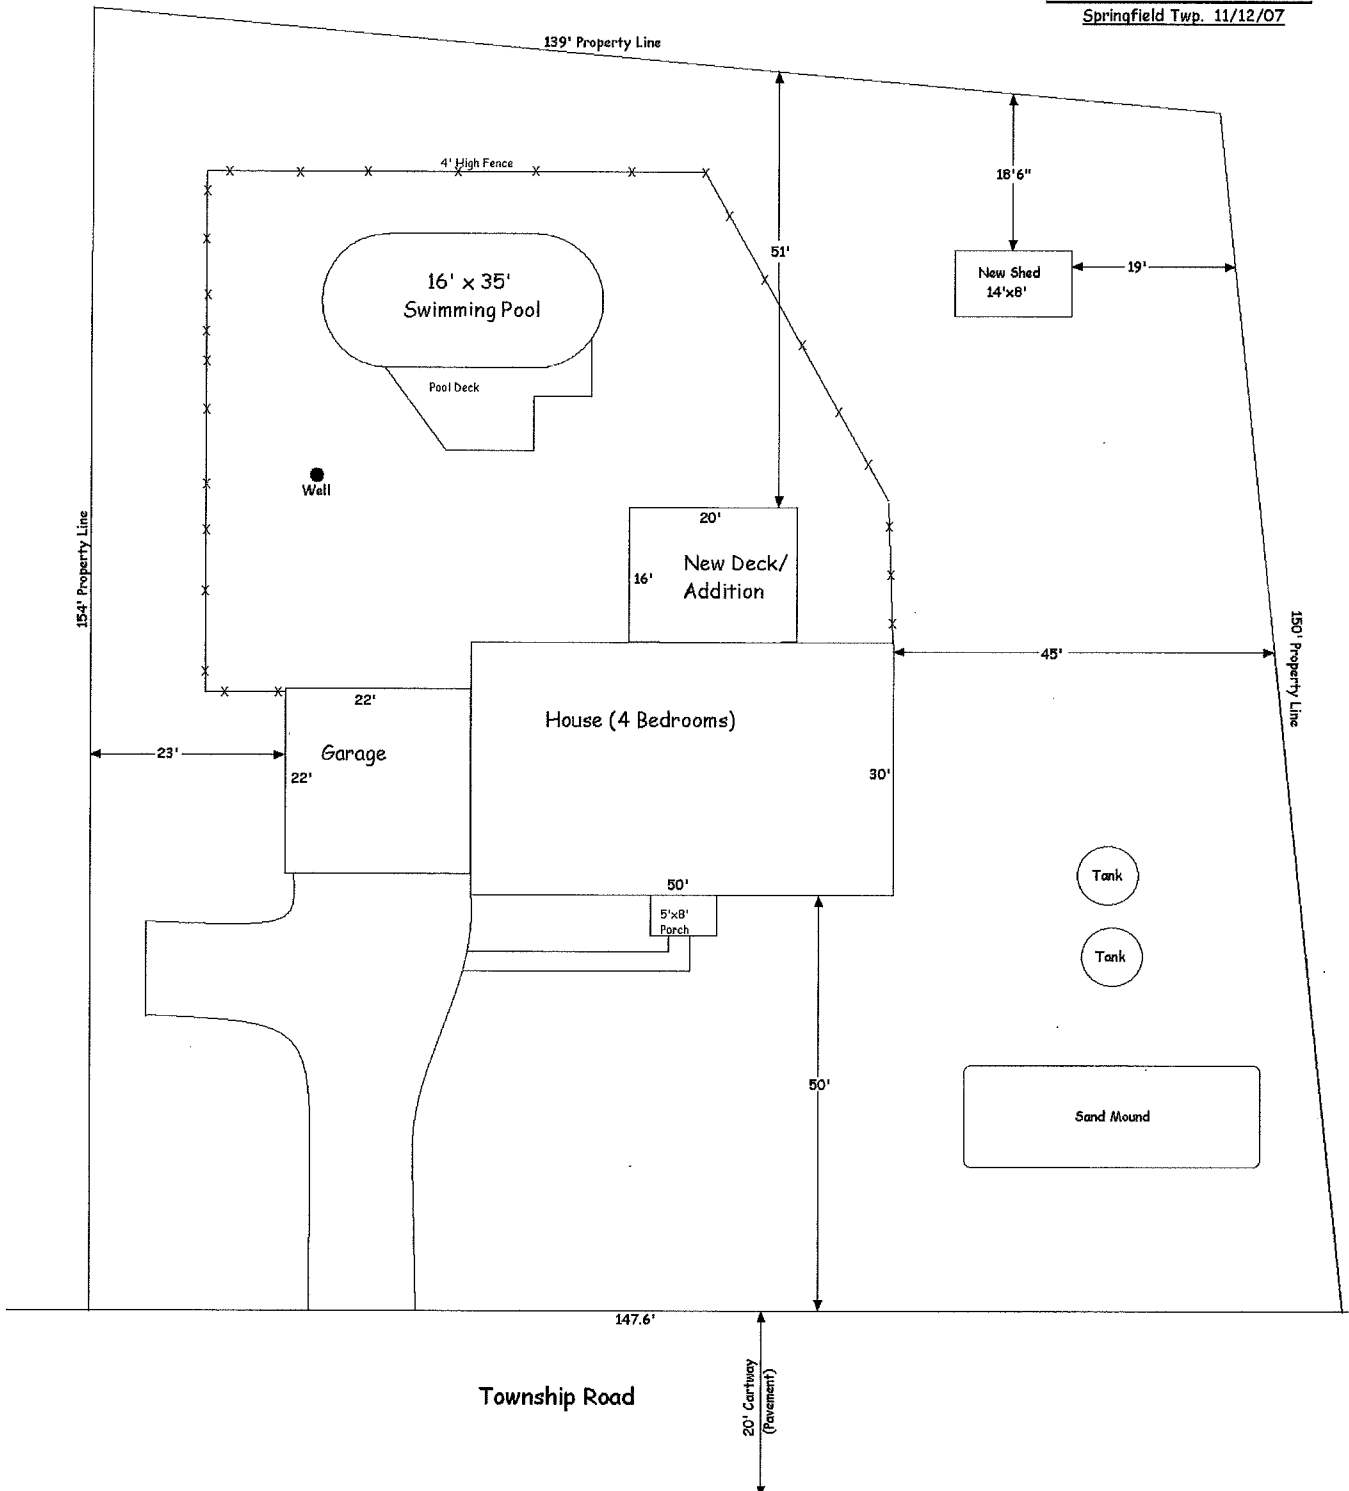 Springfield Twp. 11/12/07
139' Property Line
4' High Fence
18'6"
51'
16' x 35'
Swimming Pool
New Shed
14'x8'
19'
Pool Deck
Well
154' Property Line
20'
16'
New Deck/
Addition
150' Property Line
45'
22'
House (4 Bedrooms)
23'
Garage
22'
30'
Tank
50'
5'x8'
Porch
Tank
50'
Sand Mound
147.6'
Township Road
20' Cartway
(Pavement)